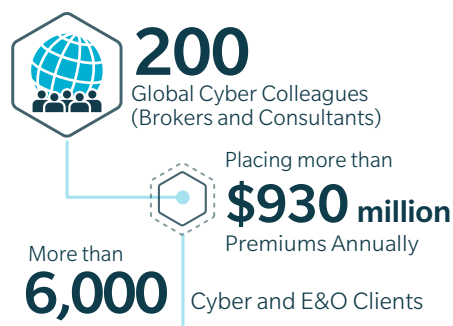 200
Global Cyber Colleagues
(Brokers and Consultants)
Placing more than
$930 million
Premiums Annually
More than
6,000 Cyber and E&O Clients